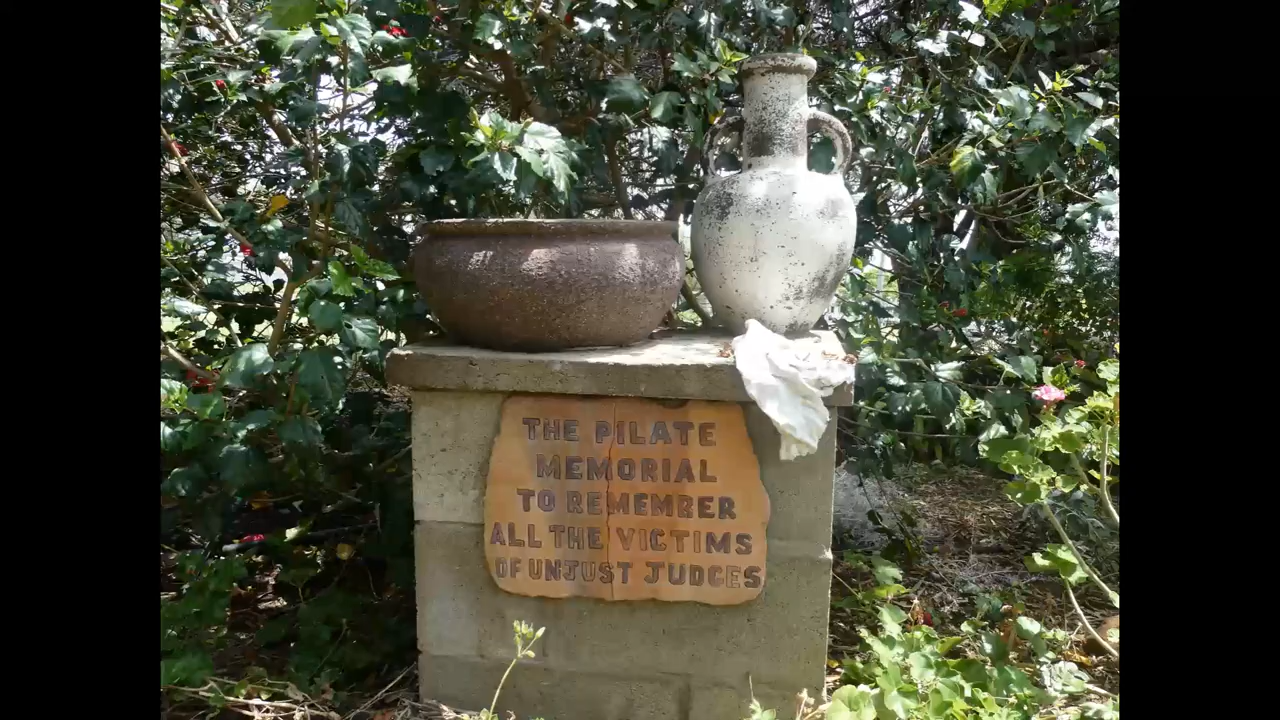 THE PILATE
MEMORIAL
TO REMEMBER
ALL THE VICTIMS
OF UNJUST JUDGES